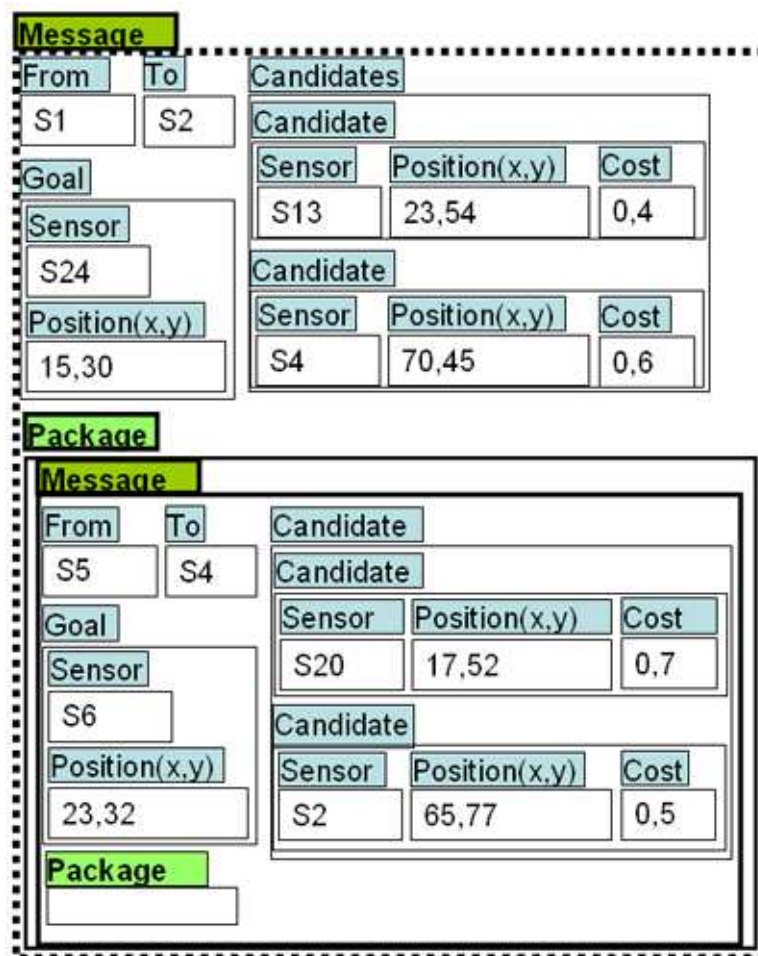 Message
From To Candidates
S1 S2 Candidate
Sensor Position(x,y) Cost
S13 23,54 0,4
Goal
Sensor
S24
Position(x,y)
15,30
Candidate
Sensor Position(x,y) Cost
S4 70,45 0,6
Package
Message
From To Candidate
S5 S4 Candidate
Sensor Position(x,y) Cost
S20 17,52 0,7
Goal
Sensor
S6
Position(x,y)
23,32
Candidate
Sensor Position(x,y) Cost
S2 65,77 0,5
Package